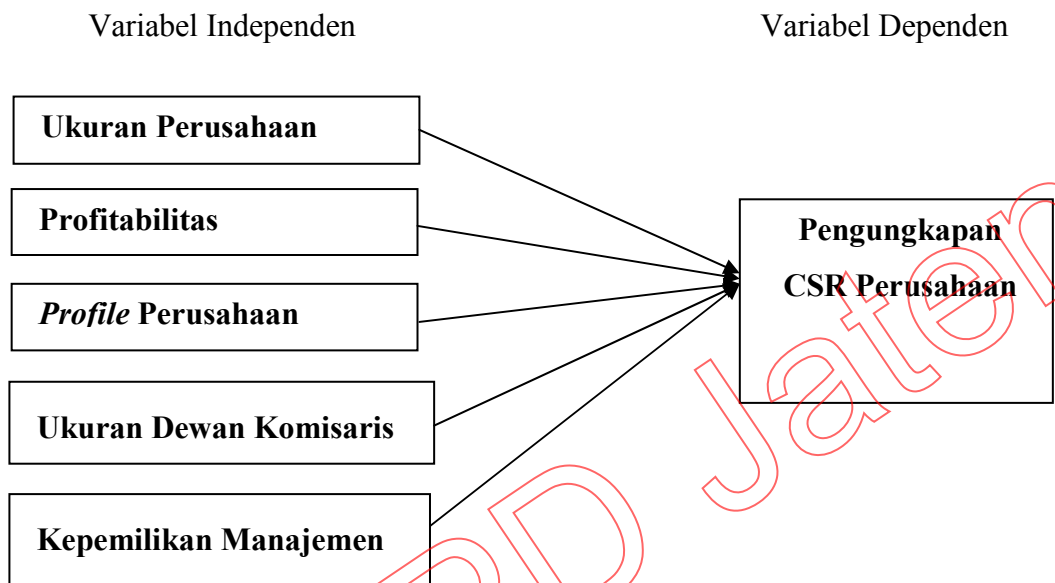 Variabel Independen
Variabel Dependen
Ukuran Perusahaan
Profitabilitas
Pengungkapan
CSR Perusahaan
Profile Perusahaan
Ukuran Dewan Komisaris
Kepemilikan Manajemen